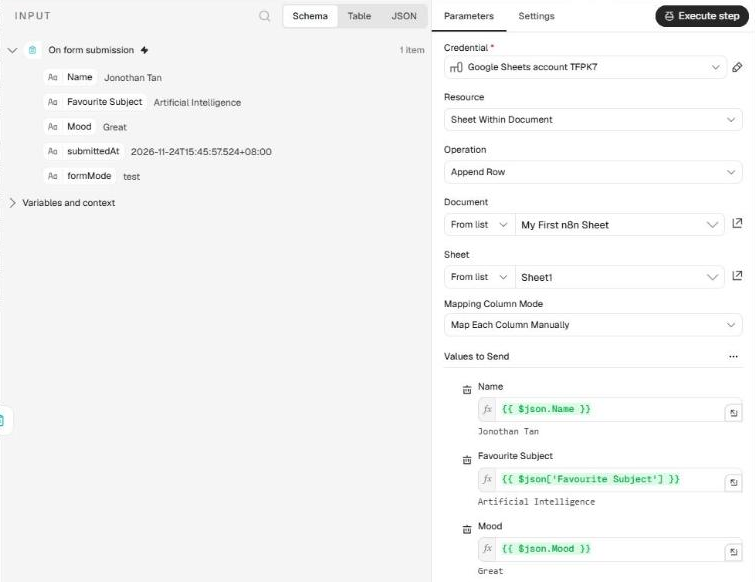 INPUT
Schema
Table
JSON
On form submission
1 item
Name Jonothan Tan
Favourite Subject Artificial Intelligence
Mood Great
submittedAt 2026-11-24T15:45:57.524+08:00
formMode test
Variables and context
Parameters
Settings
Execute step
Credential *
Google Sheets account TFPK7
Resource
Sheet Within Document
Operation
Append Row
Document
From list
My First n8n Sheet
Sheet
From list
Sheet1
Mapping Column Mode
Map Each Column Manually
Values to Send
Name
fx {{ $json.Name }}
Jonothan Tan
Favourite Subject
fx {{ $json['Favourite Subject'] }}
Artificial Intelligence
Mood
fx {{ $json.Mood }}
Great